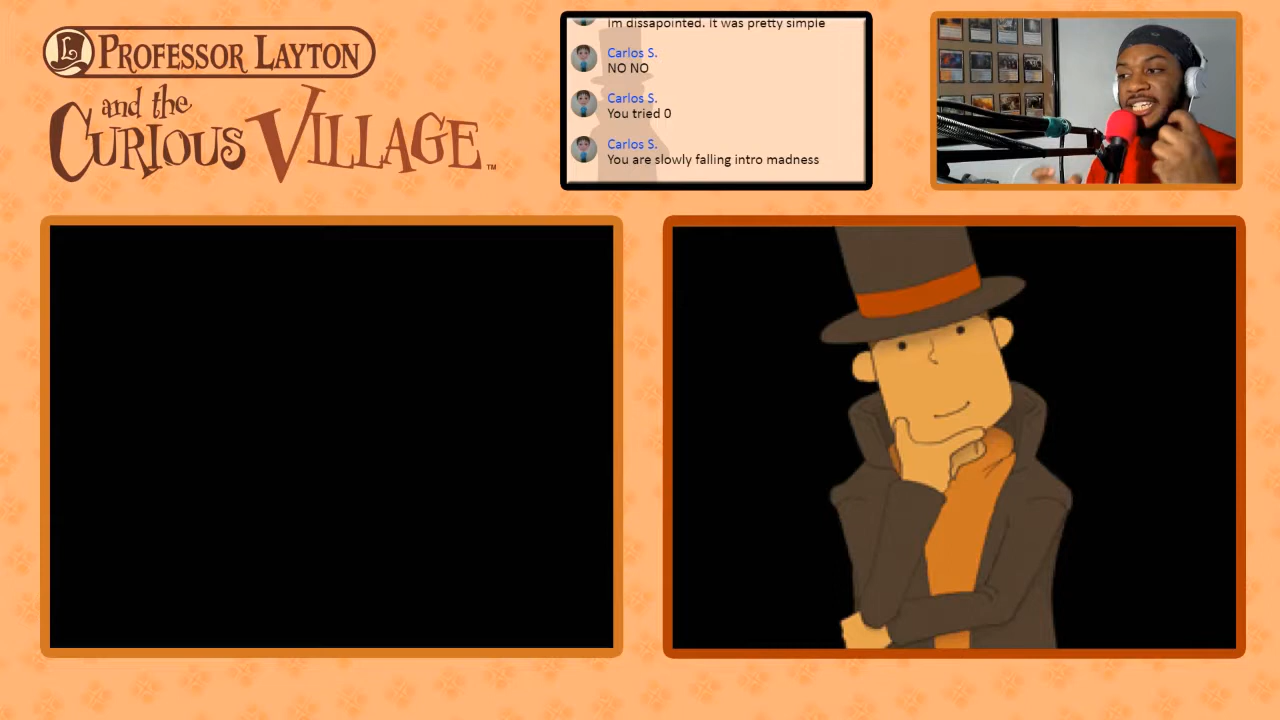 PROFESSOR LAYTON
and the
CURIOUS VILLAGE™
Im dissapointed. It was pretty simple
Carlos S.
NO NO
Carlos S.
You tried 0
Carlos S.
You are slowly falling intro madness